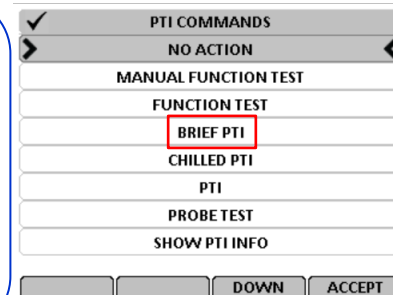 PTI COMMANDS
NO ACTION
MANUAL FUNCTION TEST
FUNCTION TEST
BRIEF PTI
CHILLED PTI
PTI
PROBE TEST
SHOW PTI INFO
DOWN ACCEPT